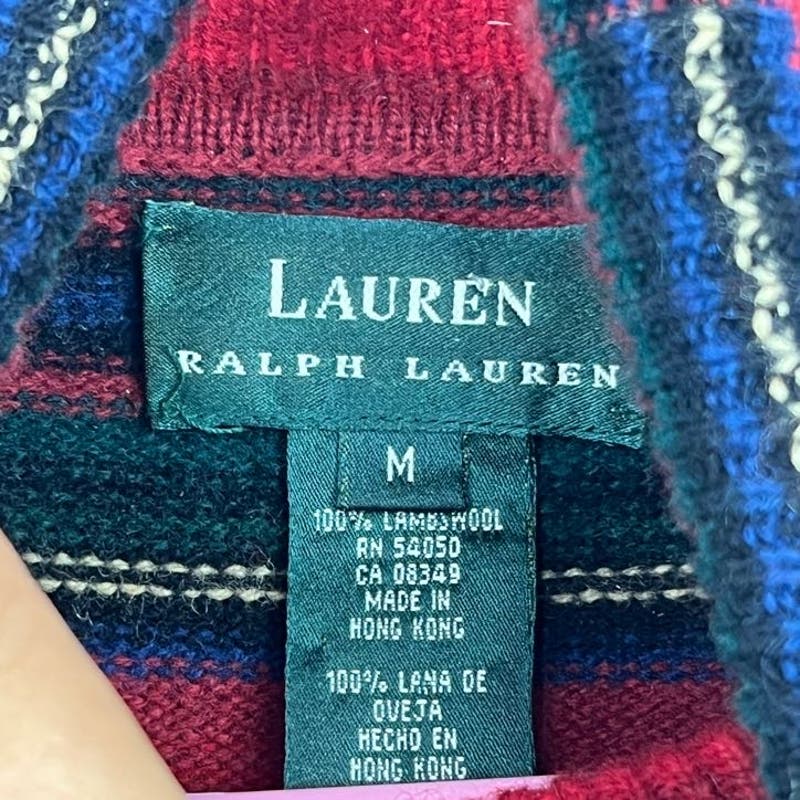 LAUREN
RALPH LAUREN
M
100% LAMBSWOOL
RN 54050
CA 08349
MADE IN
HONG KONG
100% LANA DE
OVEJA
HECHO EN
HONG KONG